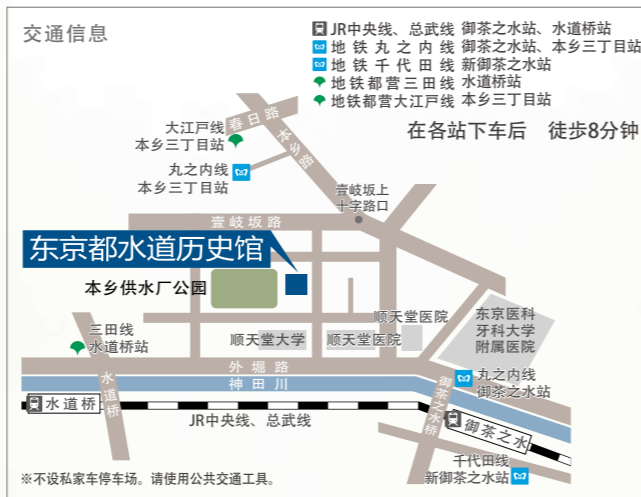 交通信息
JR中央线、总武线 御茶之水站、水道桥站
地铁丸之内线 御茶之水站、本乡三丁目站
地铁千代田线 新御茶之水站
地铁都营三田线 水道桥站
地铁都营大江户线 本乡三丁目站
在各站下车后 徒步8分钟
春日路
大江戸线
本乡三丁目站
本乡路
丸之内线
本乡三丁目站
壹岐坂上
十字路口
壹岐坂路
东京都水道历史馆
本乡供水厂公园
顺天堂医院
东京医科
牙科大学
附属医院
三田线
水道桥站
顺天堂大学
顺天堂医院
外堀路
神田川
水道桥
丸之内线
御茶之水站
御茶之水桥
水道桥
JR中央线、总武线
御茶之水
千代田线
新御茶之水站
※不设私家车停车场。请使用公共交通工具。